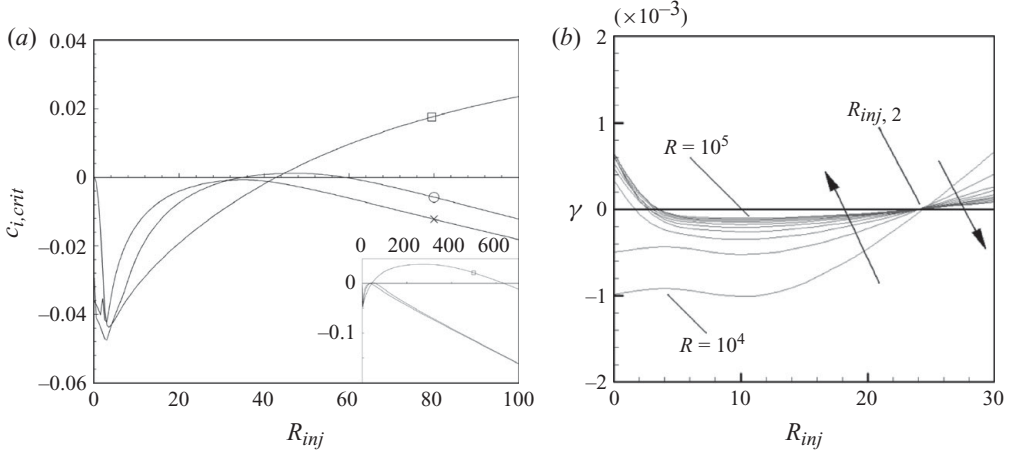 (a)
0.04
0.02
0
−0.02
−0.04
−0.06
c_{i,crit}
0 20 40 60 80 100
R_{inj}
0 200 400 600
0
−0.1
(b)
(×10^{−3})
2
1
0
−1
−2
γ
R = 10^5
R_{inj, 2}
R = 10^4
0 10 20 30
R_{inj}